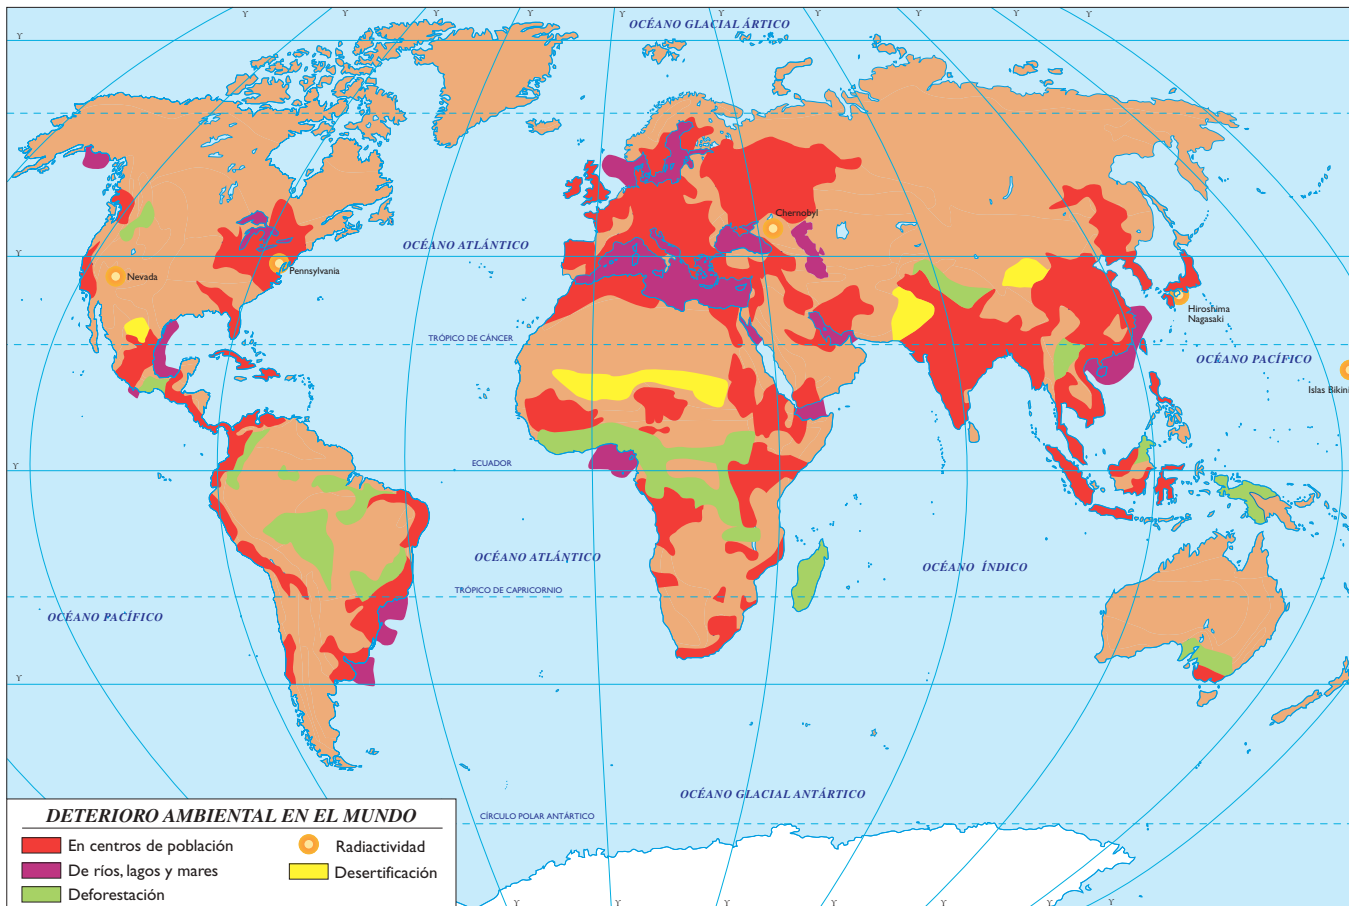 OCÉANO GLACIAL ÁRTICO
Chernobyl
OCÉANO ATLÁNTICO
Nevada
Pennsylvania
Hiroshima
Nagasaki
TRÓPICO DE CÁNCER
OCÉANO PACÍFICO
Islas Bikini
ECUADOR
OCÉANO ATLÁNTICO
OCÉANO ÍNDICO
TRÓPICO DE CAPRICORNIO
OCÉANO PACÍFICO
OCÉANO GLACIAL ANTÁRTICO
CÍRCULO POLAR ANTÁRTICO
DETERIORO AMBIENTAL EN EL MUNDO
En centros de población
Radiactividad
De ríos, lagos y mares
Desertificación
Deforestación